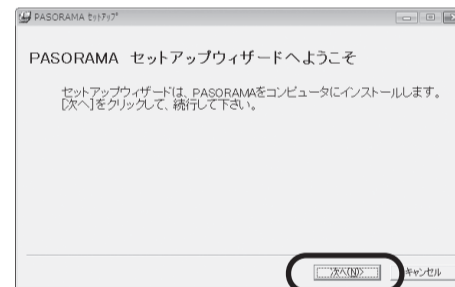 PASORAMA ｾｯﾄｱｯﾌﾟ
PASORAMA セットアップウィザードへようこそ
セットアップウィザードは、PASORAMAをコンピュータにインストールします。
[次へ]をクリックして、続行して下さい。
次へ(N)>
キャンセル